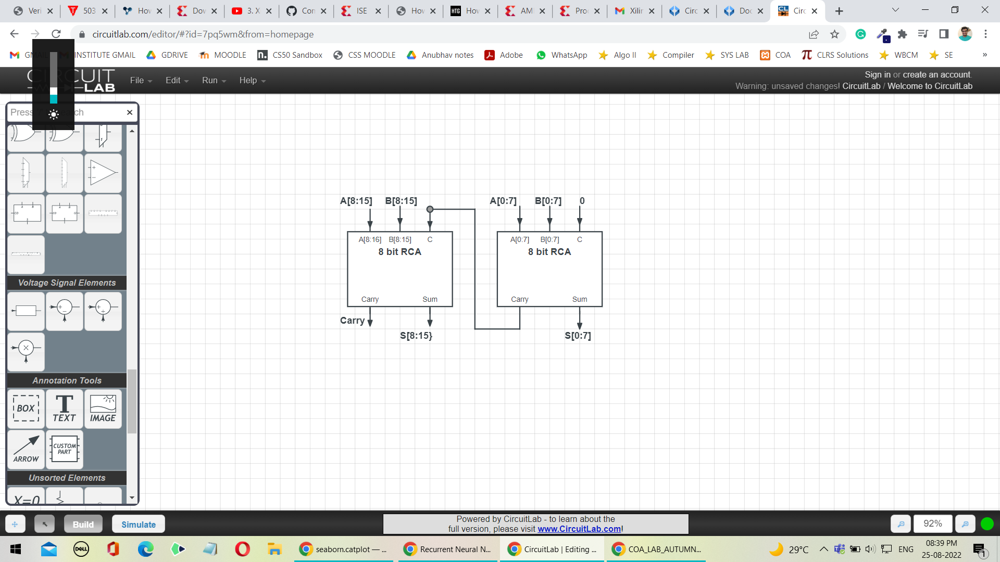 Veri
503
Hov
Dov
3. X
Con
ISE
Hov
HTG
Hov
AMI
Proc
Xilir
Circ
Doc
CL
Circ
circuitlab.com/editor/#?id=7pq5wm&from=homepage
INSTITUTE GMAIL
GDRIVE
MOODLE
n.
CS50 Sandbox
CSS MOODLE
Anubhav notes
Adobe
WhatsApp
Algo II
Compiler
SYS LAB
COA
CLRS Solutions
WBCM
SE
»
LAB
File
Edit
Run
Help
Sign in or create an account.
Warning: unsaved changes! CircuitLab / Welcome to CircuitLab
Press
Voltage Signal Elements
Annotation Tools
BOX
T
TEXT
IMAGE
ARROW
CUSTOM
PART
Unsorted Elements
X=0
A[8:15]
B[8:15]
A[0:7]
B[0:7]
0
A[8:16]
B[8:15]
C
8 bit RCA
A[0:7]
B[0:7]
C
8 bit RCA
Carry
Sum
Carry
Sum
Carry
S[8:15}
S[0:7]
Build
Simulate
Powered by CircuitLab - to learn about the
full version, please visit www.CircuitLab.com!
92%
DELL
seaborn.catplot — ...
Recurrent Neural N...
CircuitLab | Editing ...
COA_LAB_AUTUMN...
29°C
ENG
08:39 PM
25-08-2022
1